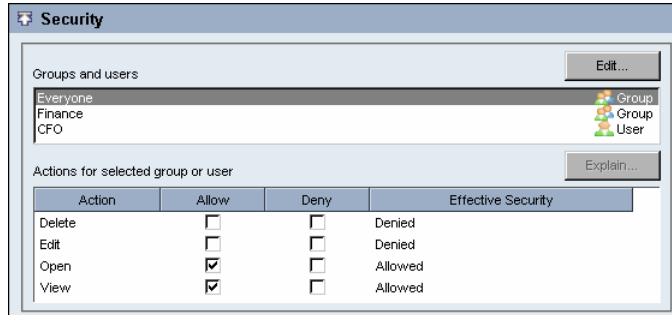 Security
Edit...
Groups and users
Everyone Group
Finance Group
CFO User
Explain...
Actions for selected group or user
Action Allow Deny Effective Security
Delete Denied
Edit Denied
Open Allowed
View Allowed